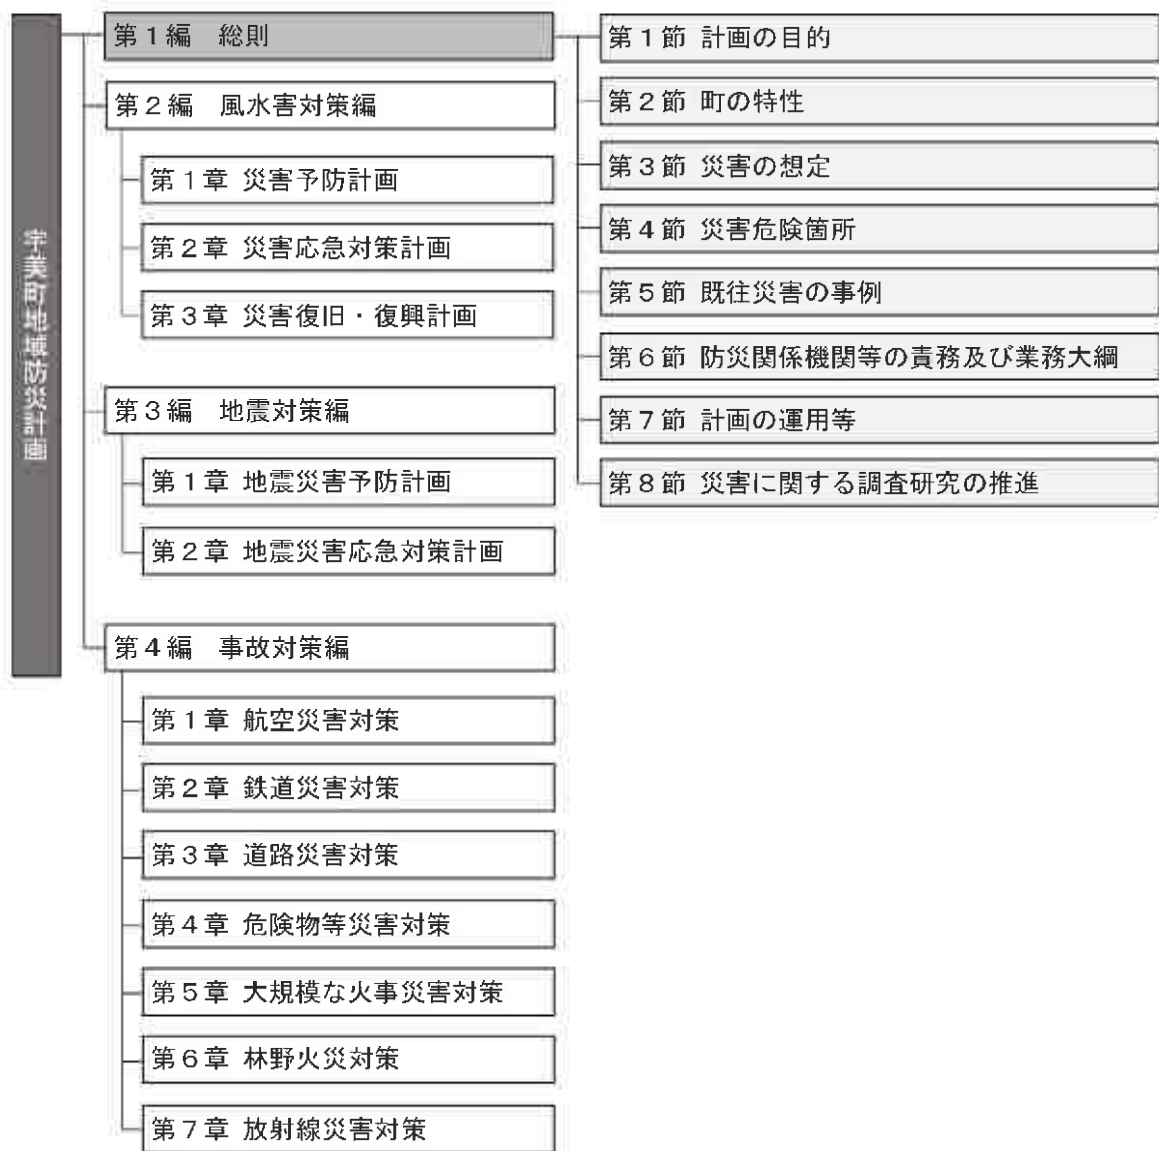 宇美町地域防災計画
第1編　総則
第2編　風水害対策編
第1章 災害予防計画
第2章 災害応急対策計画
第3章 災害復旧・復興計画
第3編　地震対策編
第1章 地震災害予防計画
第2章 地震災害応急対策計画
第4編　事故対策編
第1章 航空災害対策
第2章 鉄道災害対策
第3章 道路災害対策
第4章 危険物等災害対策
第5章 大規模な火事災害対策
第6章 林野火災対策
第7章 放射線災害対策
第1節 計画の目的
第2節 町の特性
第3節 災害の想定
第4節 災害危険箇所
第5節 既往災害の事例
第6節 防災関係機関等の責務及び業務大綱
第7節 計画の運用等
第8節 災害に関する調査研究の推進